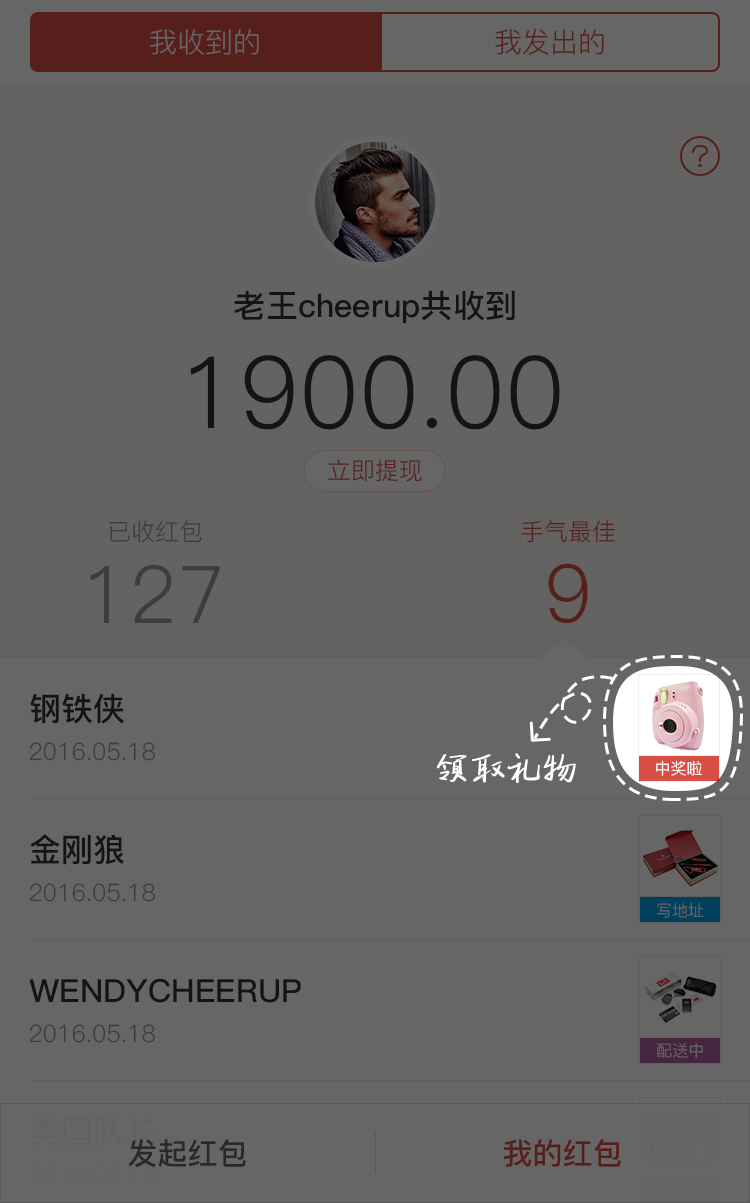 我收到的 我发出的
?
老王cheerup共收到
1900.00
立即提现
已收红包 手气最佳
127 9
钢铁侠
2016.05.18
领取礼物
中奖啦
金刚狼
2016.05.18
写地址
WENDYCHEERUP
2016.05.18
配送中
美国队长
发起红包 我的红包